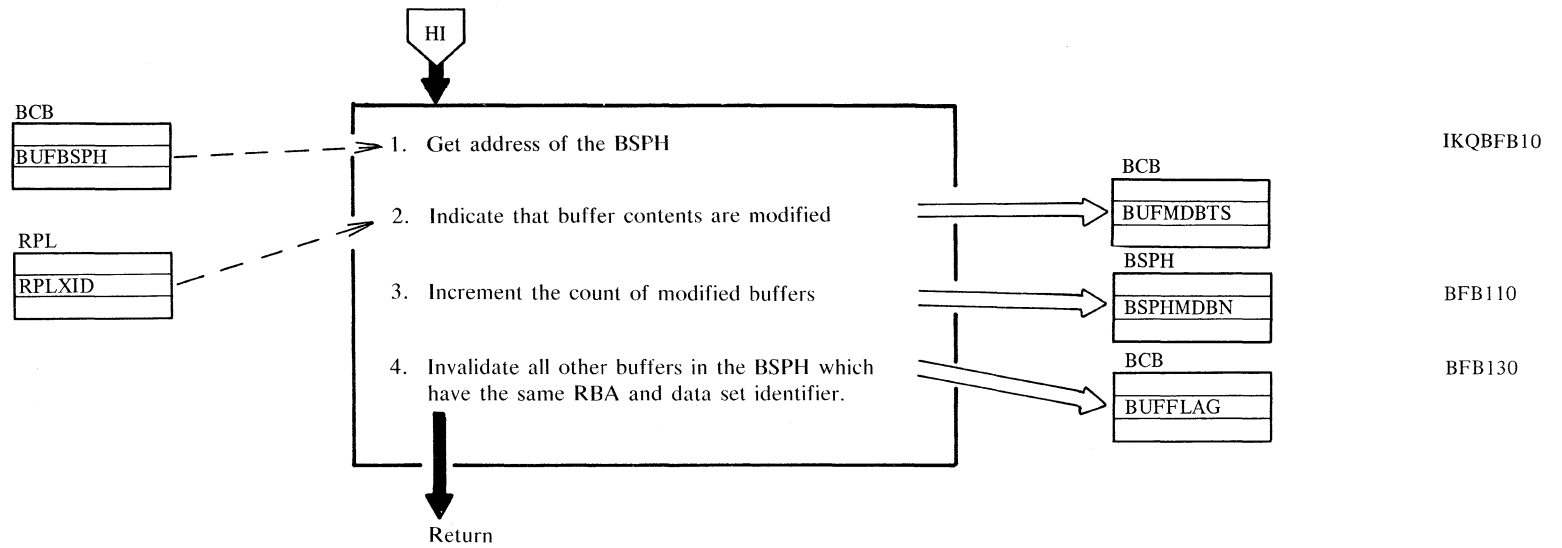 HI
BCB
BUFBSPH
RPL
RPLXID
1. Get address of the BSPH
2. Indicate that buffer contents are modified
3. Increment the count of modified buffers
4. Invalidate all other buffers in the BSPH which
have the same RBA and data set identifier.
Return
BCB
BUFMDBTS
BSPH
BSPHMDBN
BCB
BUFFLAG
IKQBFB10
BFB110
BFB130